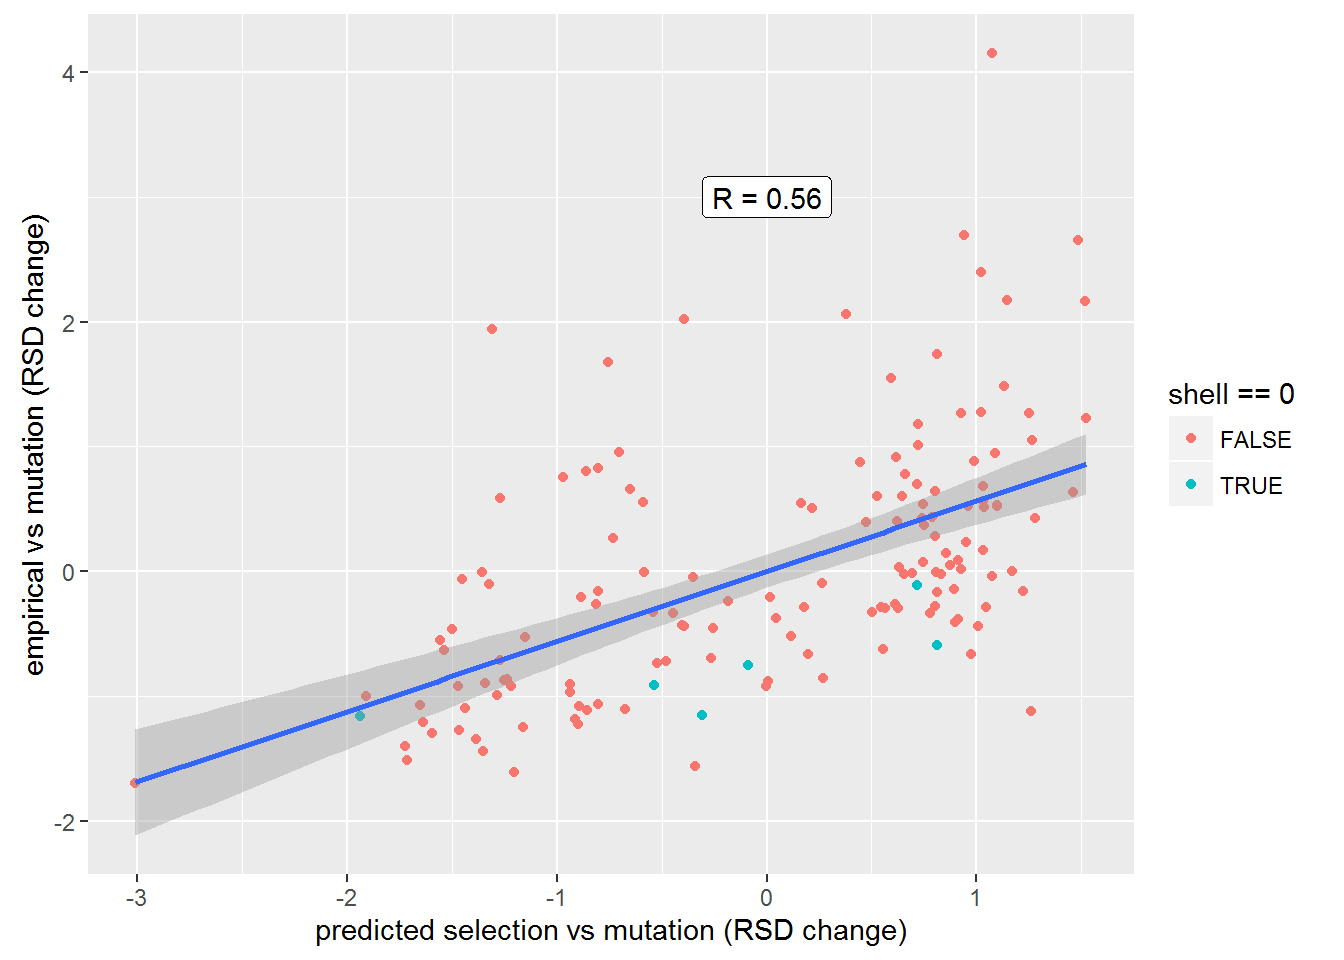 4
2
0
-2
-3
-2
-1
0
1
empirical vs mutation (RSD change)
predicted selection vs mutation (RSD change)
R = 0.56
shell == 0
FALSE
TRUE